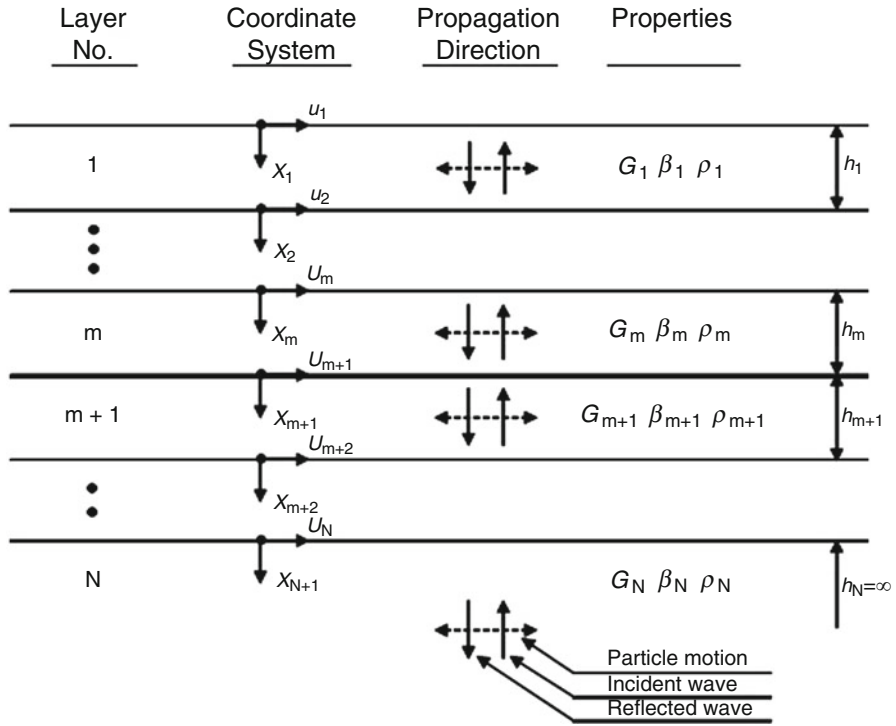 Layer No.
Coordinate System
Propagation Direction
Properties
u1
1
X1
G1 β1 ρ1
h1
u2
X2
Um
m
Xm
Gm βm ρm
hm
Um+1
m + 1
Xm+1
Gm+1 βm+1 ρm+1
hm+1
Um+2
Xm+2
UN
N
XN+1
GN βN ρN
hN=∞
Particle motion
Incident wave
Reflected wave